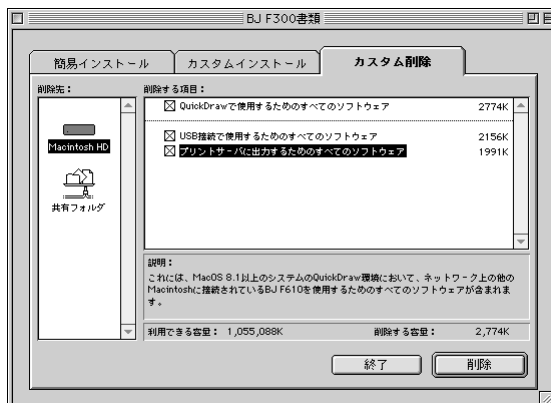 BJ F300書類
簡易インストール
カスタムインストール
カスタム削除
削除先：
削除する項目：
Macintosh HD
共有フォルダ
QuickDrawで使用するためのすべてのソフトウェア 2774K
USB接続で使用するためのすべてのソフトウェア 2156K
プリントサーバに出力するためのすべてのソフトウェア 1991K
説明：
これには、MacOS 8.1以上のシステムのQuickDraw環境において、ネットワーク上の他の
Macintoshに接続されているBJ F610を使用するためのすべてのソフトウェアが含まれま
す。
利用できる容量： 1,055,088K 削除する容量： 2,774K
終了
削除